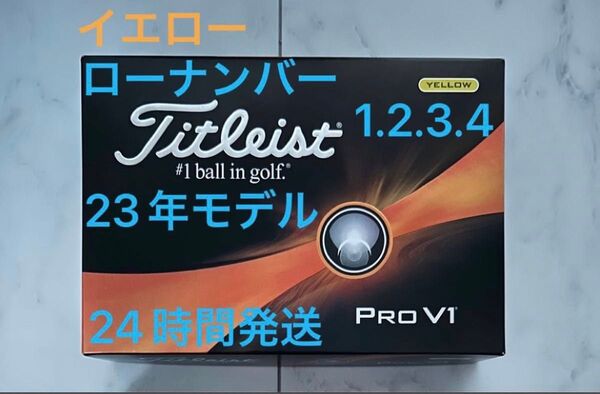 イエロー
ローナンバー
YELLOW
Titleist®
1.2.3.4
#1 ball in golf.®
23年モデル
PRO V1®
24時間発送